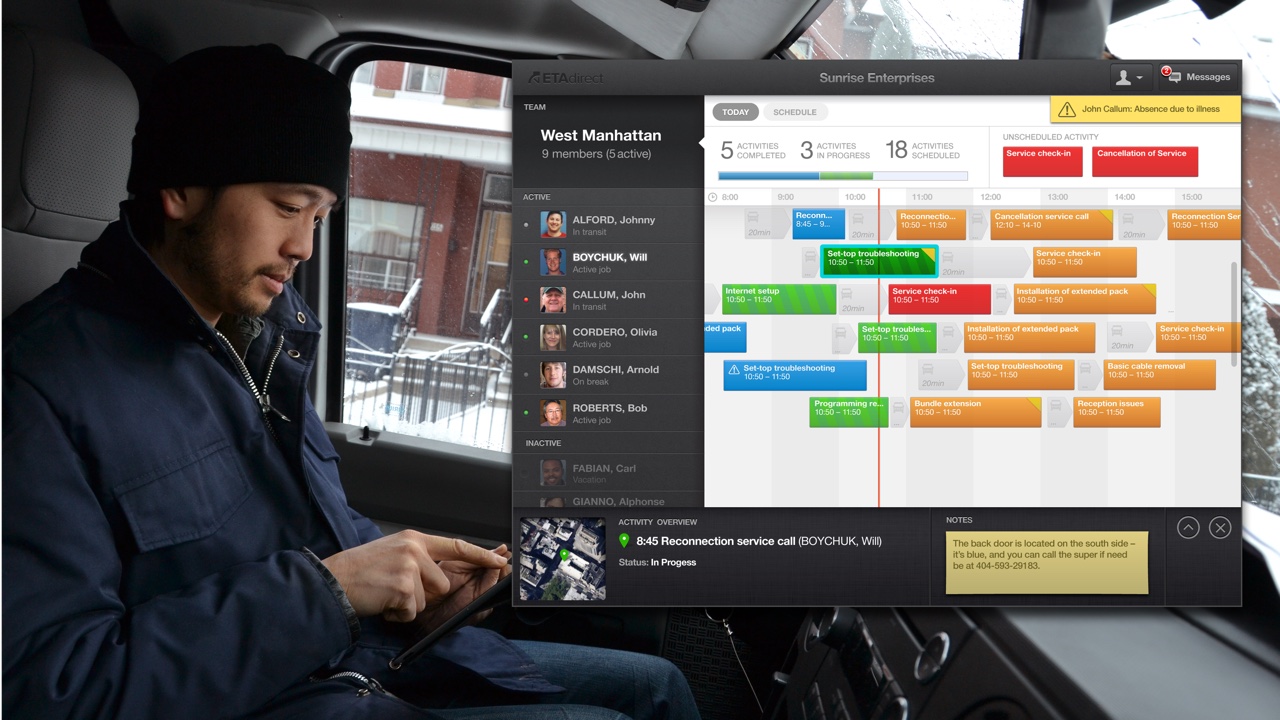 ETAdirect
Sunrise Enterprises
2
Messages
TEAM
West Manhattan
9 members (5 active)
TODAY
SCHEDULE
John Callum: Absence due to illness
5 ACTIVITIES
COMPLETED
3 ACTIVITES
IN PROGRESS
18 ACTIVITIES
SCHEDULED
UNSCHEDULED ACTIVITY
Service check-in
Cancellation of Service
8:00 9:00 10:00 11:00 12:00 13:00 14:00 15:00
ACTIVE
ALFORD, Johnny
In transit
20min
Reconn...
8:45 – 9...
20min
Reconnectio...
10:50 – 11:50
...
Cancellation service call
12:10 – 14-10
20min
Reconnection Ser
10:50 – 11:50
BOYCHUK, Will
Active job
...
Set-top troubleshooting
10:50 – 11:50
20min
Service check-in
10:50 – 11:50
CALLUM, John
In transit
Internet setup
10:50 – 11:50
20min
Service check-in
10:50 – 11:50
...
Installation of extended pack
10:50 – 11:50
...
CORDERO, Olivia
Active job
nded pack
...
Set-top troubles...
10:50 – 11:50
...
Installation of extended pack
10:50 – 11:50
20min
Service check-in
10:50 – 11:50
DAMSCHI, Arnold
On break
Set-top troubleshooting
10:50 – 11:50
20min
Set-top troubleshooting
10:50 – 11:50
...
Basic cable removal
10:50 – 11:50
ROBERTS, Bob
Active job
Programming re...
10:50 – 11:50
...
Bundle extension
10:50 – 11:50
...
Reception issues
10:50 – 11:50
INACTIVE
FABIAN, Carl
Vacation
GIANNO, Alphonse
ACTIVITY OVERVIEW
8:45 Reconnection service call (BOYCHUK, Will)
Status: In Progess
NOTES
The back door is located on the south side –
it's blue, and you can call the super if need
be at 404-593-29183.